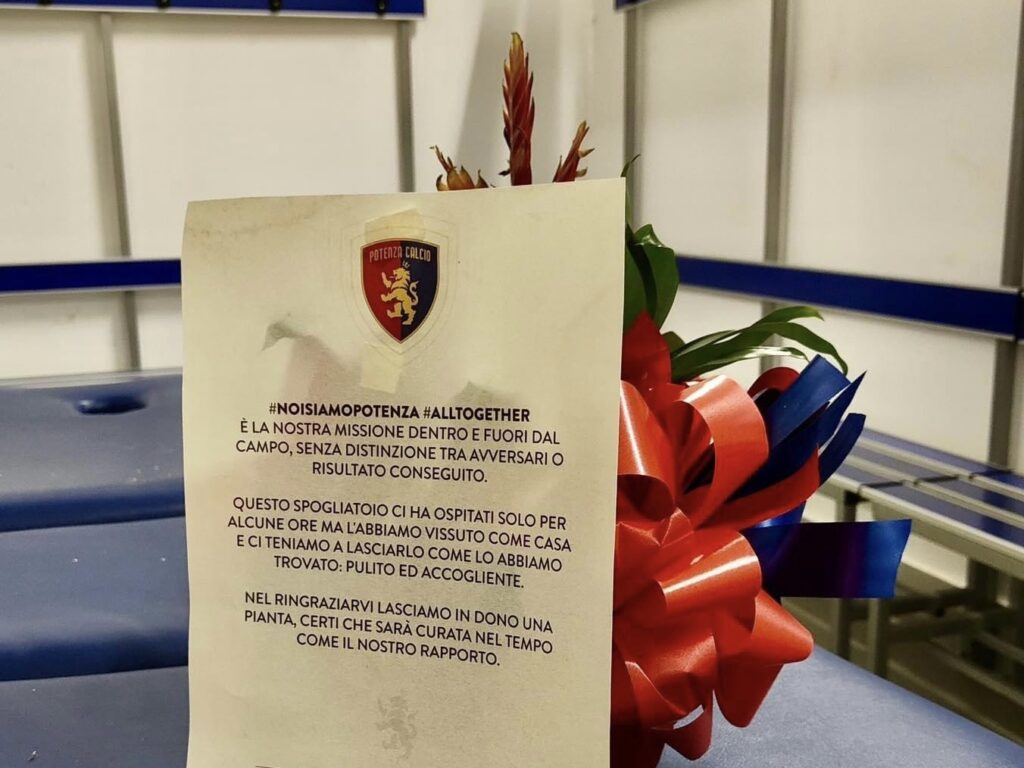 POTENZA CALCIO
#NOISIAMOPOTENZA #ALLTOGETHER
È LA NOSTRA MISSIONE DENTRO E FUORI DAL
CAMPO, SENZA DISTINZIONE TRA AVVERSARI O
RISULTATO CONSEGUITO.
QUESTO SPOGLIATOIO CI HA OSPITATI SOLO PER
ALCUNE ORE MA L'ABBIAMO VISSUTO COME CASA
E CI TENIAMO A LASCIARLO COME LO ABBIAMO
TROVATO: PULITO ED ACCOGLIENTE.
NEL RINGRAZIARVI LASCIAMO IN DONO UNA
PIANTA, CERTI CHE SARÀ CURATA NEL TEMPO
COME IL NOSTRO RAPPORTO.